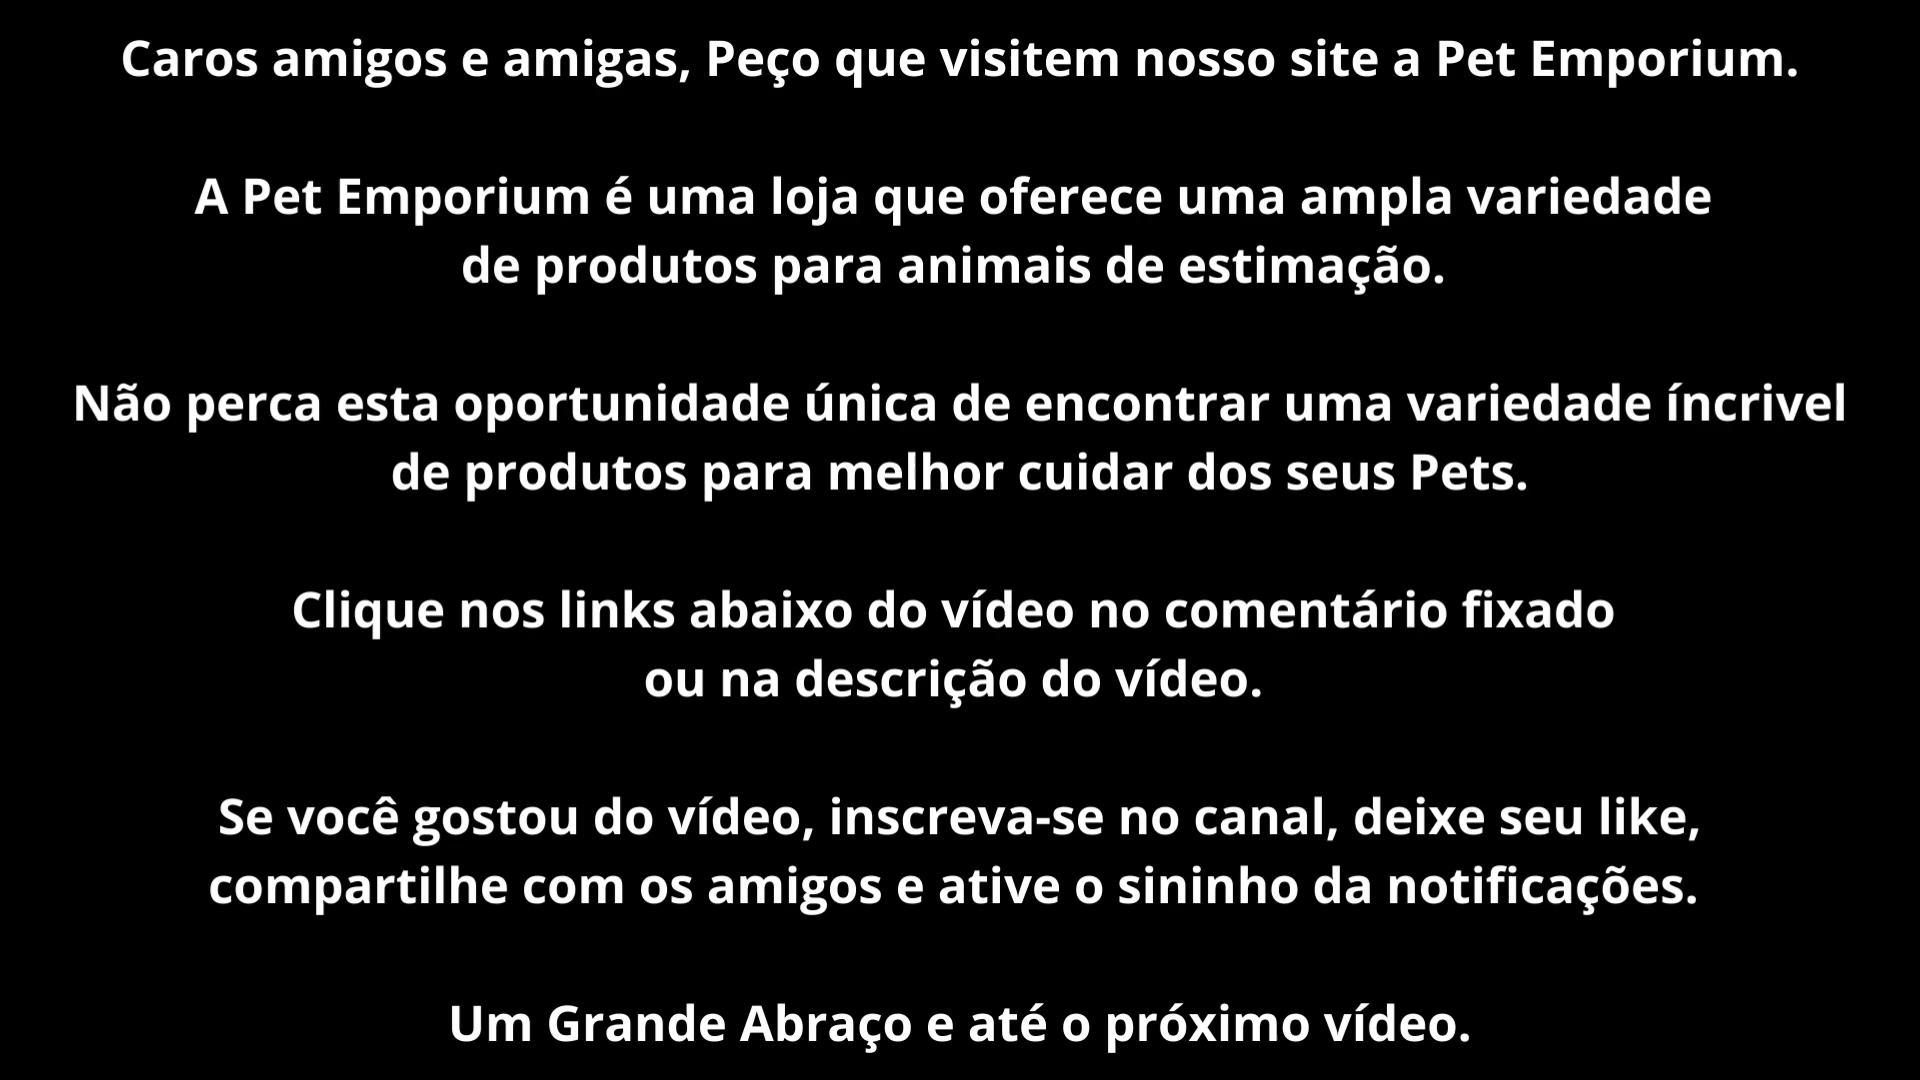 Caros amigos e amigas, Peço que visitem nosso site a Pet Emporium.
A Pet Emporium é uma loja que oferece uma ampla variedade
de produtos para animais de estimação.
Não perca esta oportunidade única de encontrar uma variedade íncrivel
de produtos para melhor cuidar dos seus Pets.
Clique nos links abaixo do vídeo no comentário fixado
ou na descrição do vídeo.
Se você gostou do vídeo, inscreva-se no canal, deixe seu like,
compartilhe com os amigos e ative o sininho da notificações.
Um Grande Abraço e até o próximo vídeo.